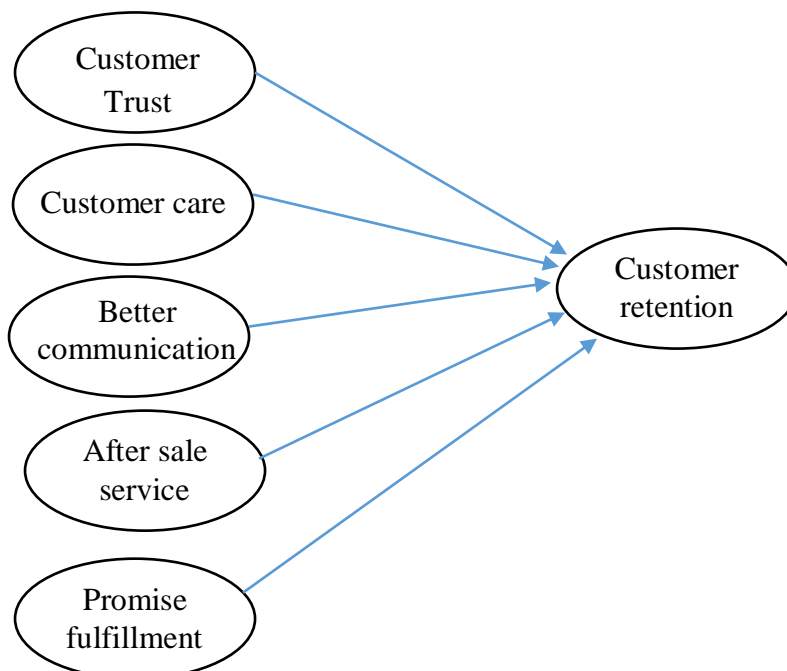 Customer
Trust
Customer care
Better
communication
After sale
service
Promise
fulfillment
Customer
retention